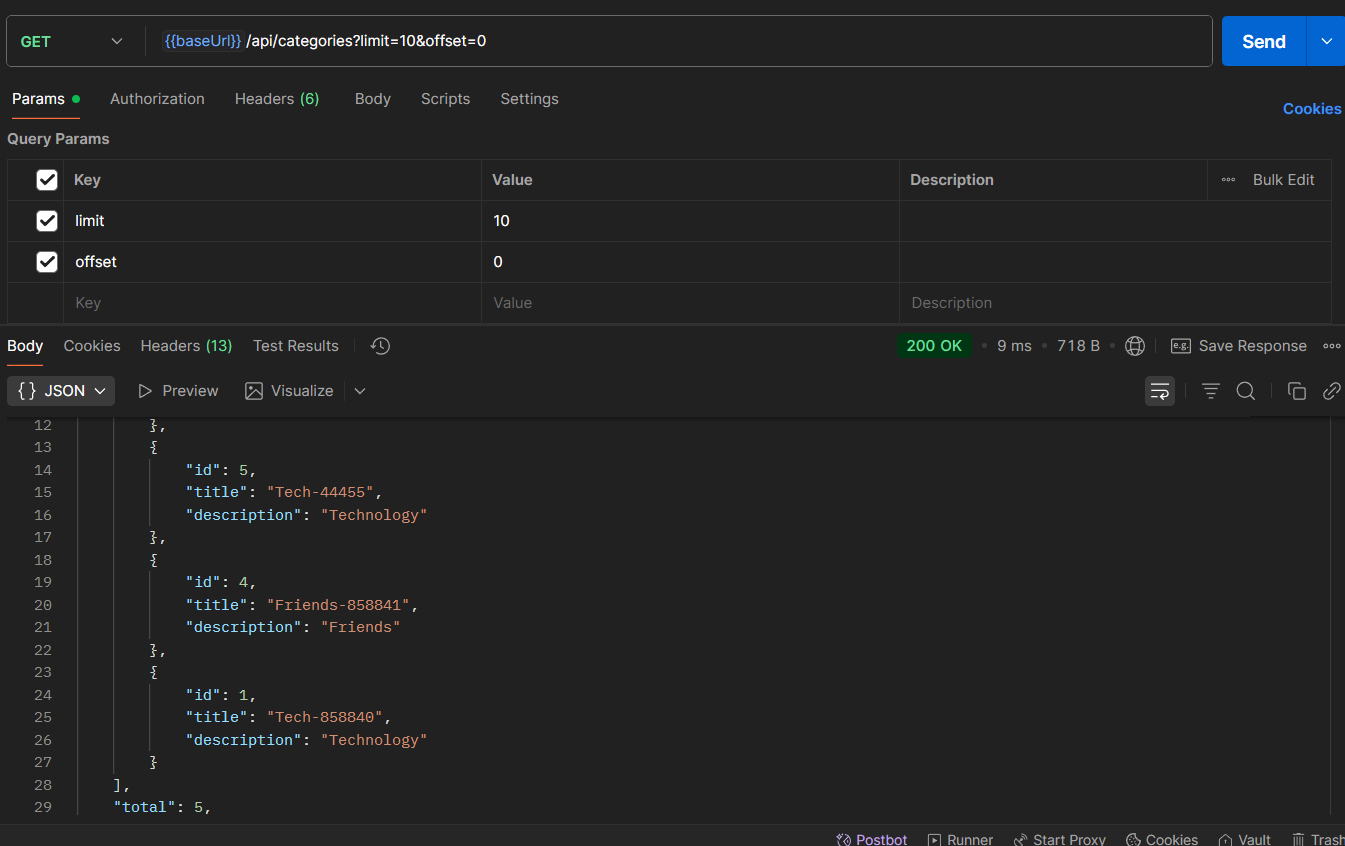 GET {{baseUrl}} /api/categories?limit=10&offset=0 Send
Params Authorization Headers (6) Body Scripts Settings Cookies
Query Params
Key Value Description Bulk Edit
limit 10
offset 0
Key Value Description
Body Cookies Headers (13) Test Results 200 OK 9 ms 718 B e.g. Save Response
{} JSON Preview Visualize
12 },
13 {
14 "id": 5,
15 "title": "Tech-44455",
16 "description": "Technology"
17 },
18 {
19 "id": 4,
20 "title": "Friends-858841",
21 "description": "Friends"
22 },
23 {
24 "id": 1,
25 "title": "Tech-858840",
26 "description": "Technology"
27 }
28 ],
29 "total": 5,
Postbot Runner Start Proxy Cookies Vault Trash